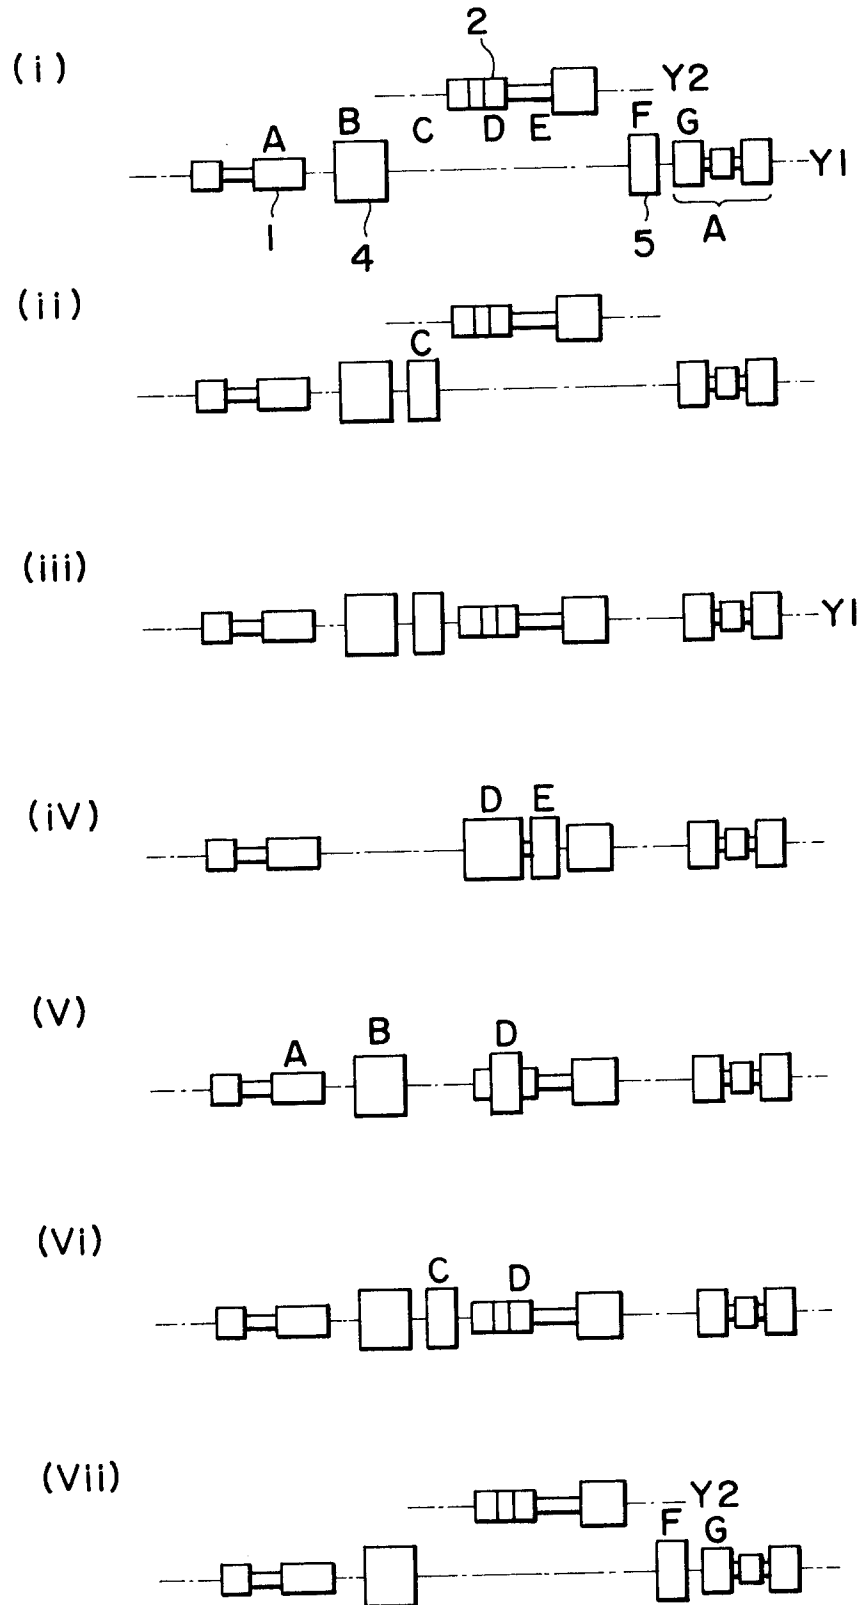 (i)
2
Y2
A B C D E F G
Y1
1 4 5 A
(ii)
C
(iii)
Y1
(iV)
D E
(V)
A B D
(Vi)
C D
(Vii)
Y2
F G